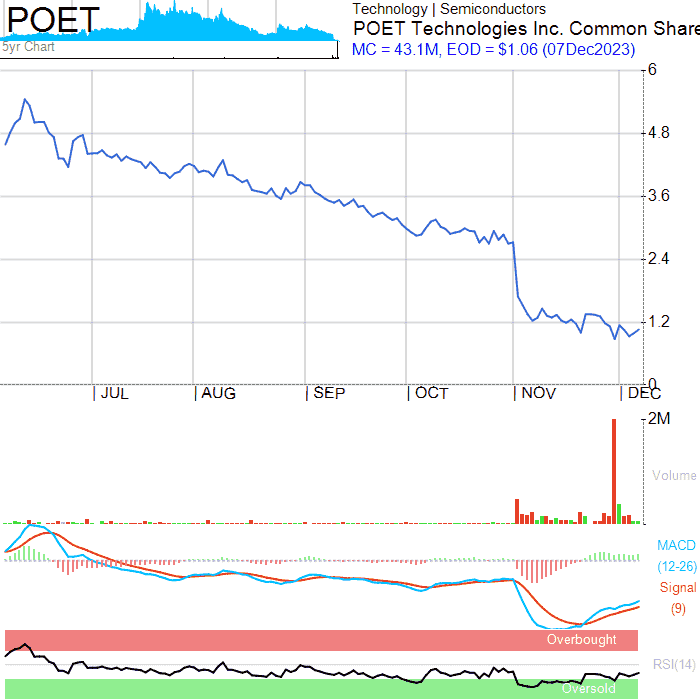 POET
5yr Chart
Technology | Semiconductors
POET Technologies Inc. Common Share
MC = 43.1M, EOD = $1.06 (07Dec2023)
6
4.8
3.6
2.4
1.2
0
JUL AUG SEP OCT NOV DEC
2M
Volume
MACD
(12-26)
Signal
(9)
Overbought
RSI(14)
Oversold